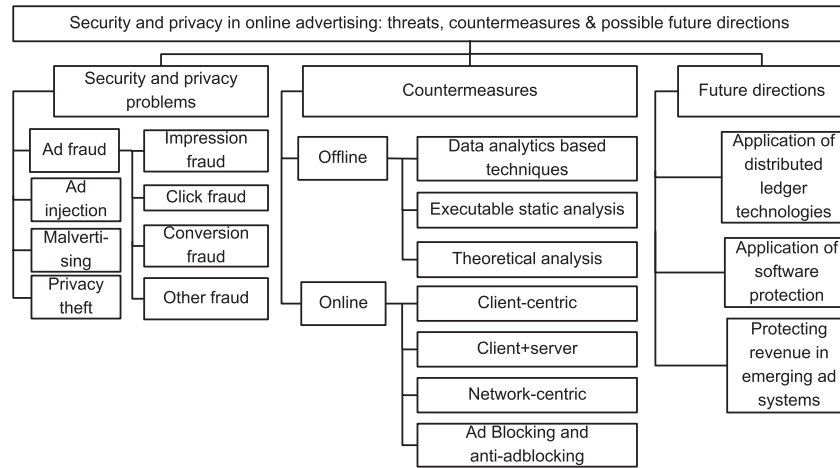 Security and privacy in online advertising: threats, countermeasures & possible future directions
Security and privacy
problems
Ad fraud
Ad
injection
Malverti-
sing
Privacy
theft
Impression
fraud
Click fraud
Conversion
fraud
Other fraud
Countermeasures
Offline
Data analytics based
techniques
Executable static analysis
Theoretical analysis
Online
Client-centric
Client+server
Network-centric
Ad Blocking and
anti-adblocking
Future directions
Application of
distributed
ledger
technologies
Application of
software
protection
Protecting
revenue in
emerging ad
systems